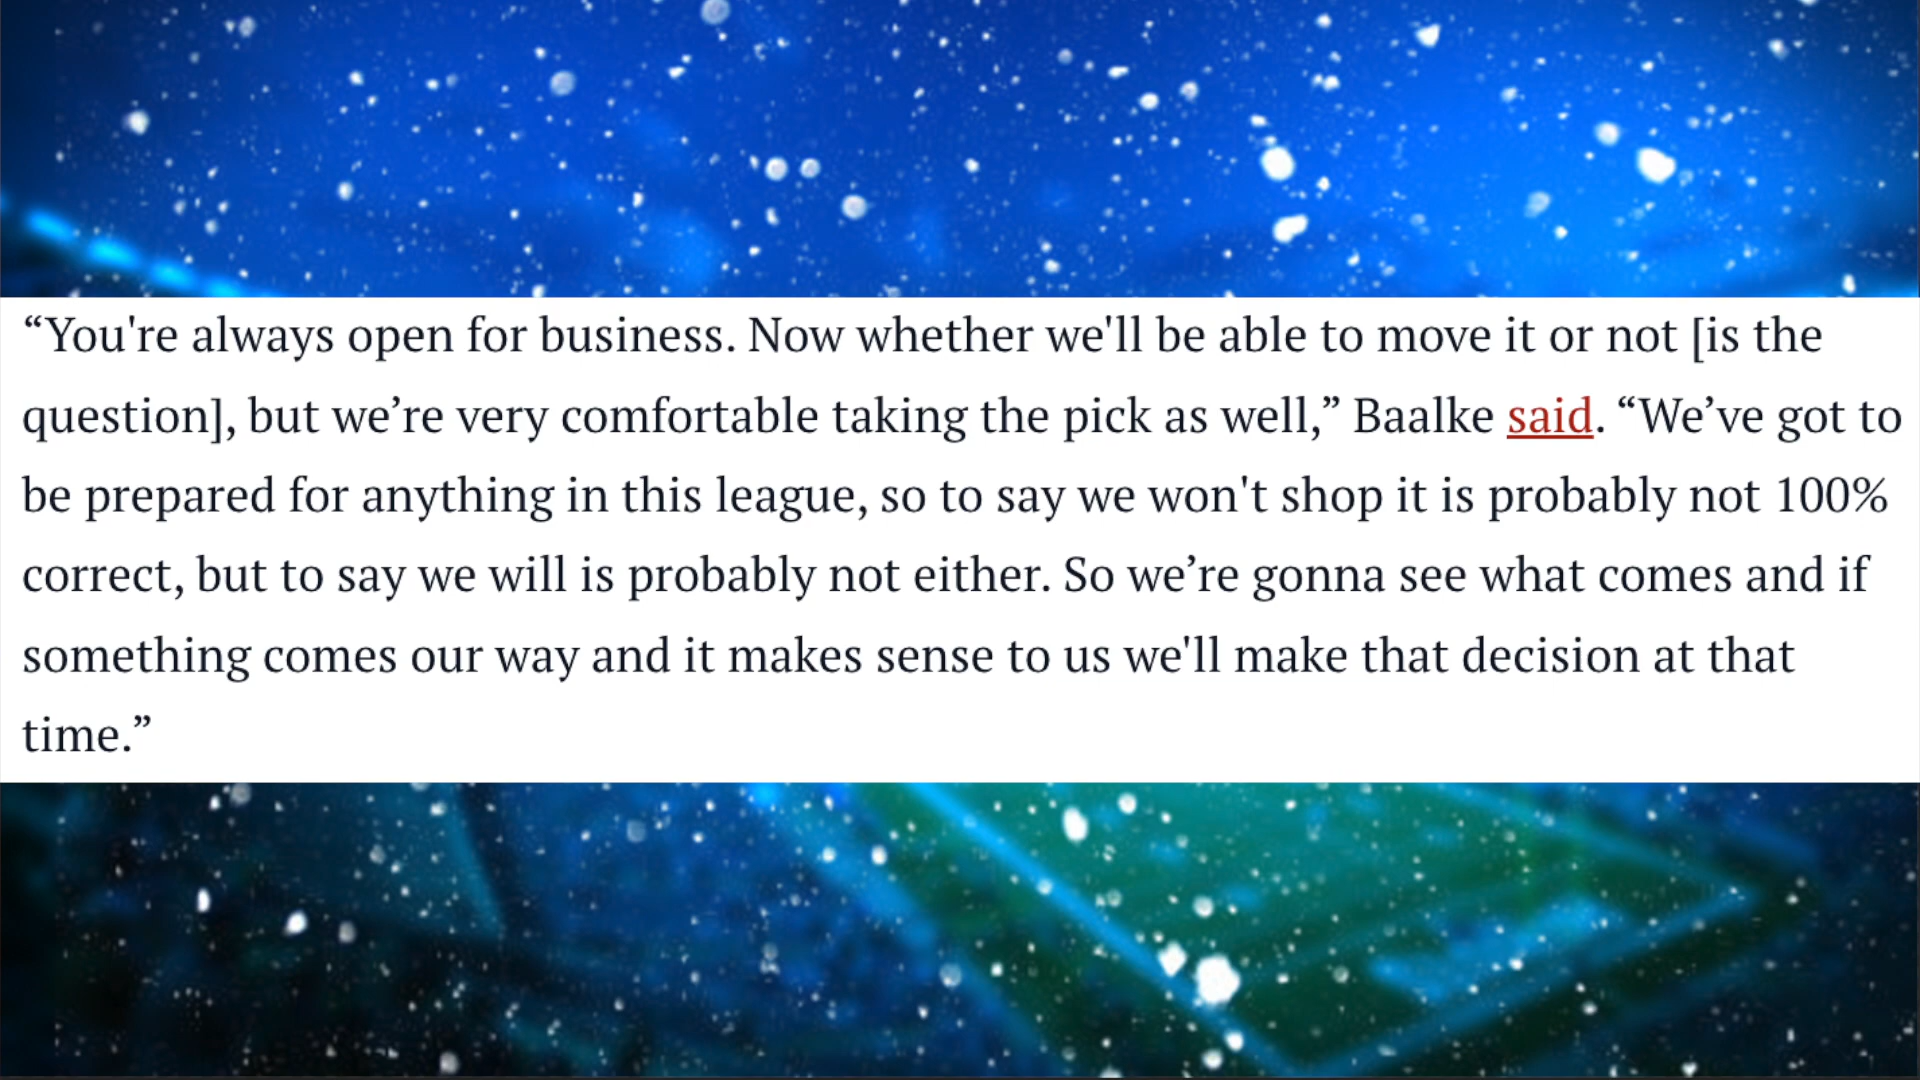 “You're always open for business. Now whether we'll be able to move it or not [is the
question], but we’re very comfortable taking the pick as well,” Baalke said. “We’ve got to
be prepared for anything in this league, so to say we won't shop it is probably not 100%
correct, but to say we will is probably not either. So we’re gonna see what comes and if
something comes our way and it makes sense to us we'll make that decision at that
time.”